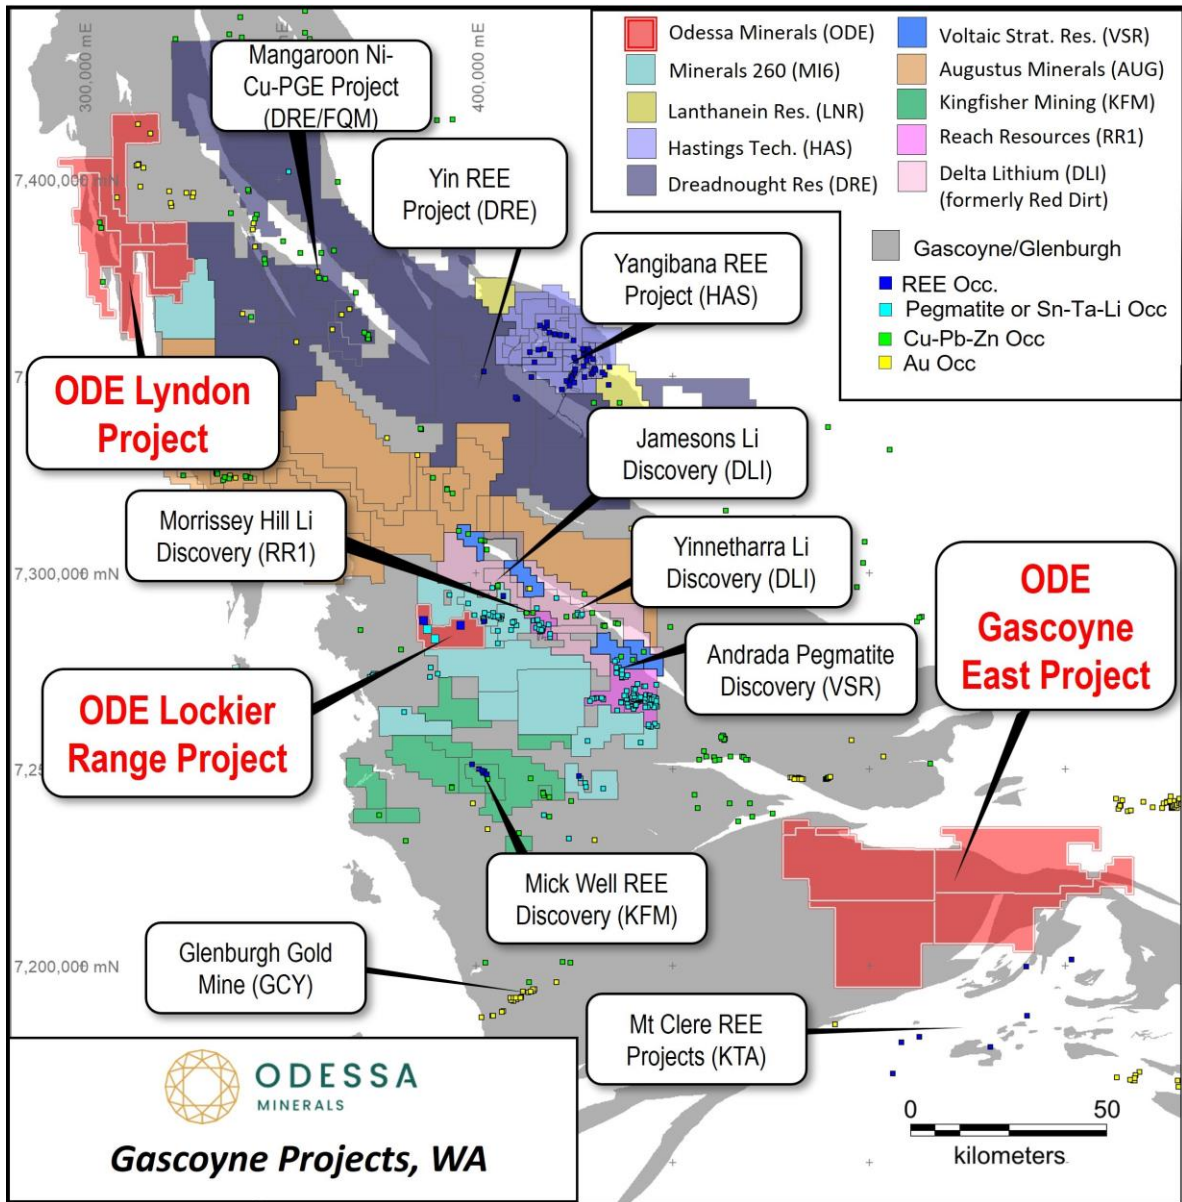 300,000 mE
400,000 mE
Mangaroon Ni-
Cu-PGE Project
(DRE/FQM)
Odessa Minerals (ODE)
Minerals 260 (MI6)
Lanthanein Res. (LNR)
Hastings Tech. (HAS)
Dreadnought Res (DRE)
Voltaic Strat. Res. (VSR)
Augustus Minerals (AUG)
Kingfisher Mining (KFM)
Reach Resources (RR1)
Delta Lithium (DLI)
(formerly Red Dirt)
Gascoyne/Glenburgh
REE Occ.
Pegmatite or Sn-Ta-Li Occ
Cu-Pb-Zn Occ
Au Occ
7,400,000 mN
Yin REE
Project (DRE)
Yangibana REE
Project (HAS)
ODE Lyndon
Project
Jamesons Li
Discovery (DLI)
Morrissey Hill Li
Discovery (RR1)
Yinnetharra Li
Discovery (DLI)
7,300,000 mN
ODE
Gascoyne
East Project
Andrada Pegmatite
Discovery (VSR)
ODE Lockier
Range Project
7,25
Mick Well REE
Discovery (KFM)
Glenburgh Gold
Mine (GCY)
7,200,000 mN
Mt Clere REE
Projects (KTA)
ODESSA
MINERALS
Gascoyne Projects, WA
0 50
kilometers